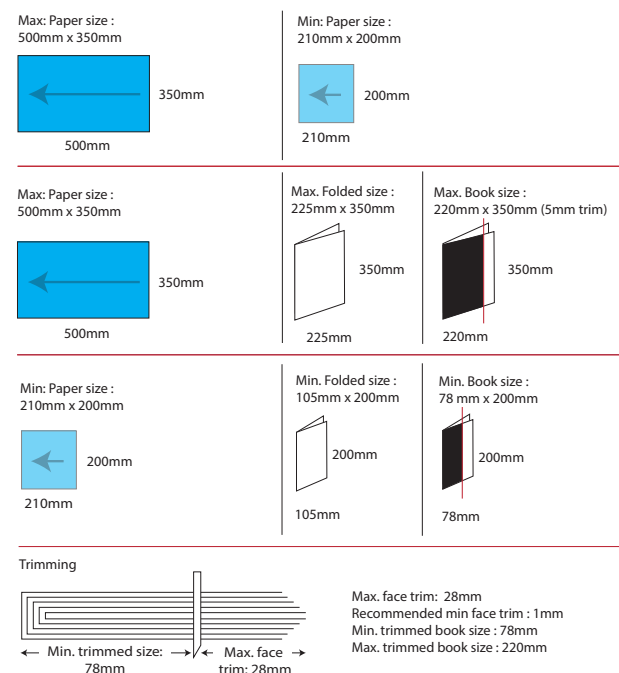 Max: Paper size :
500mm x 350mm
350mm
500mm
Min: Paper size :
210mm x 200mm
200mm
210mm
Max: Paper size :
500mm x 350mm
350mm
500mm
Max. Folded size :
225mm x 350mm
350mm
225mm
Max. Book size :
220mm x 350mm (5mm trim)
350mm
220mm
Min: Paper size :
210mm x 200mm
200mm
210mm
Min. Folded size :
105mm x 200mm
200mm
105mm
Min. Book size :
78 mm x 200mm
200mm
78mm
Trimming
Min. trimmed size:
78mm
Max. face
trim: 28mm
Max. face trim: 28mm
Recommended min face trim : 1mm
Min. trimmed book size : 78mm
Max. trimmed book size : 220mm